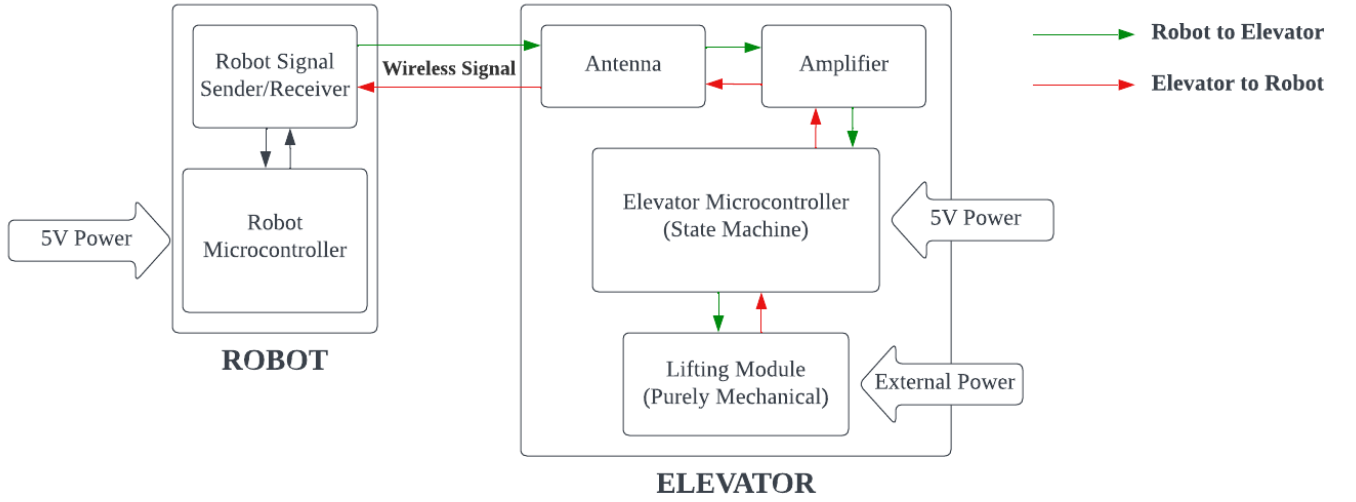 Robot Signal
Sender/Receiver
Wireless Signal
Antenna
Amplifier
Robot to Elevator
Elevator to Robot
5V Power
Robot
Microcontroller
Elevator Microcontroller
(State Machine)
5V Power
Lifting Module
(Purely Mechanical)
External Power
ROBOT
ELEVATOR